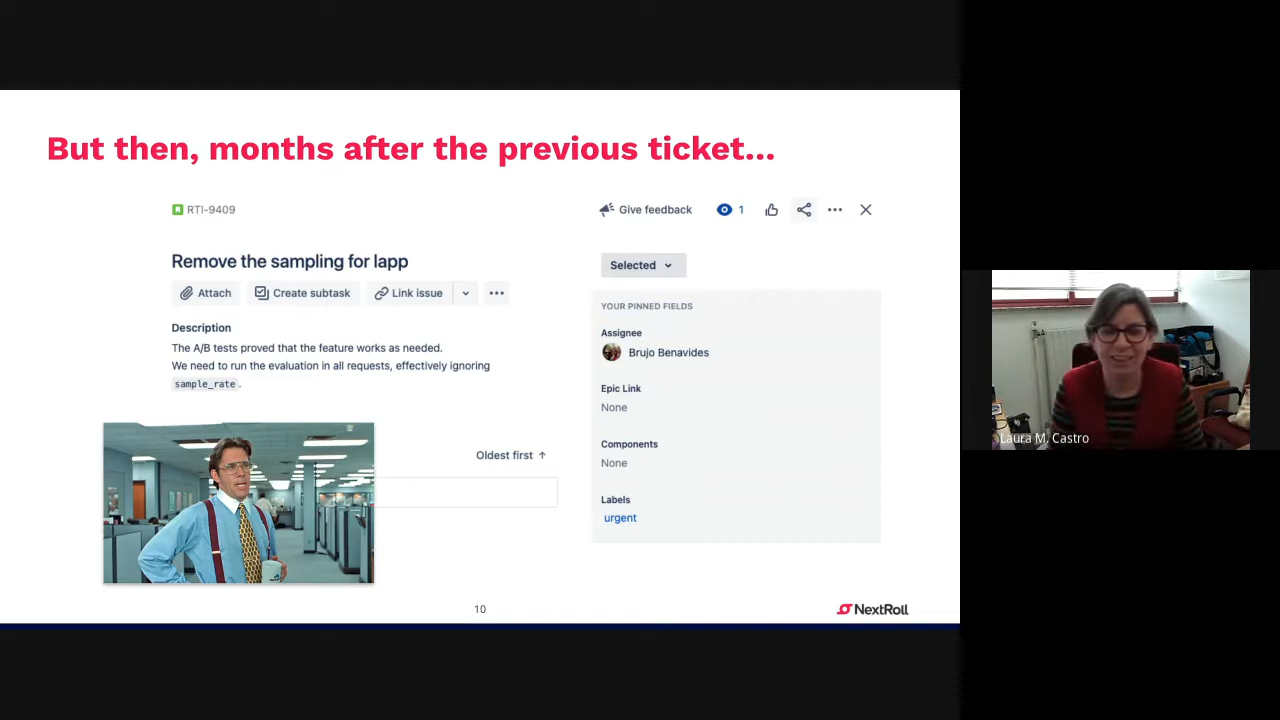 But then, months after the previous ticket...
RTI-9409
Give feedback
1
Remove the sampling for lapp
Selected
Attach
Create subtask
Link issue
YOUR PINNED FIELDS
Description
Assignee
The A/B tests proved that the feature works as needed.
Brujo Benavides
We need to run the evaluation in all requests, effectively ignoring
sample_rate .
Epic Link
None
Components
Oldest first ↑
None
Labels
urgent
10
NextRoll
Laura M. Castro